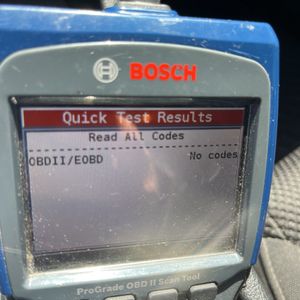 BOSCH
Quick Test Results
Read All Codes
OBDII/EOBD No codes
ProGrade OBD II Scan Tool